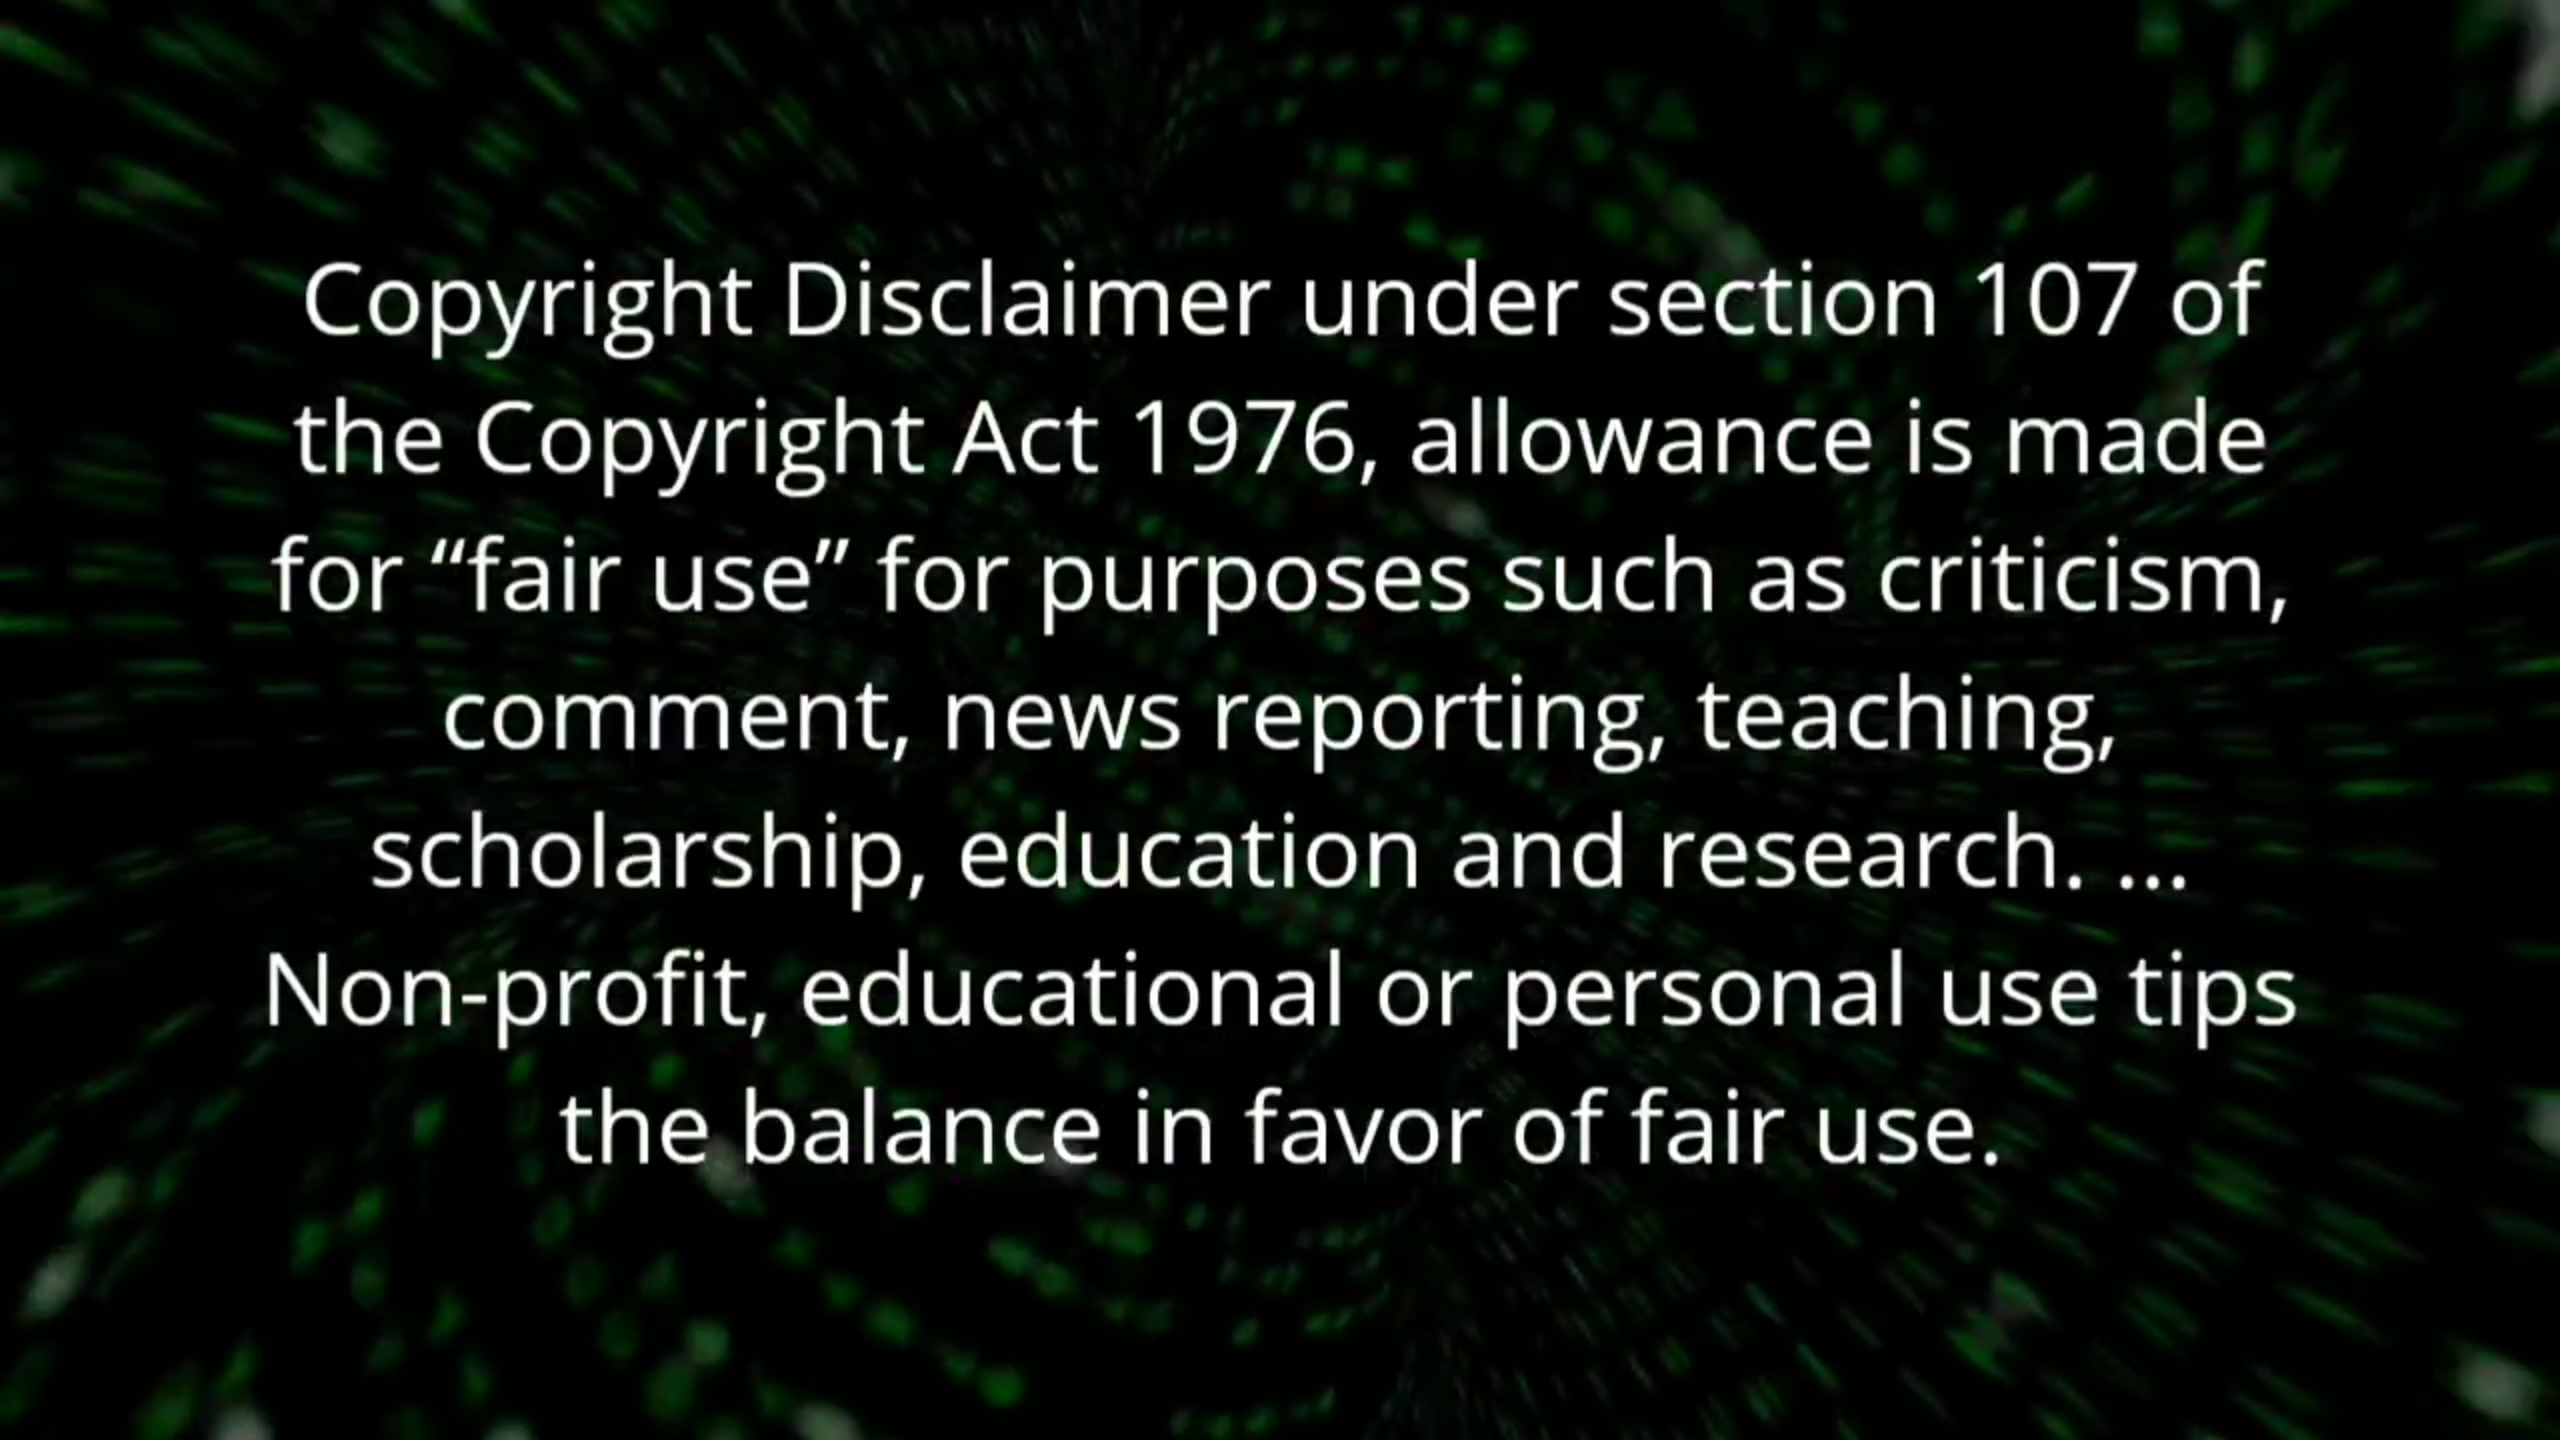 Copyright Disclaimer under section 107 of
the Copyright Act 1976, allowance is made
for “fair use” for purposes such as criticism,
comment, news reporting, teaching,
scholarship, education and research. ...
Non-profit, educational or personal use tips
the balance in favor of fair use.